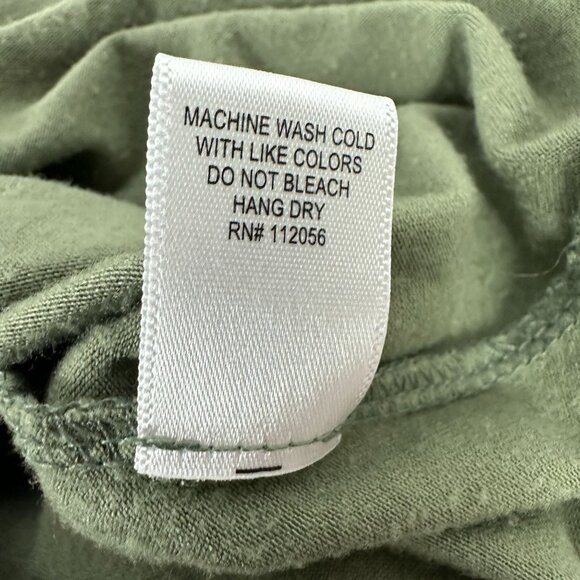 MACHINE WASH COLD
WITH LIKE COLORS
DO NOT BLEACH
HANG DRY
RN# 112056